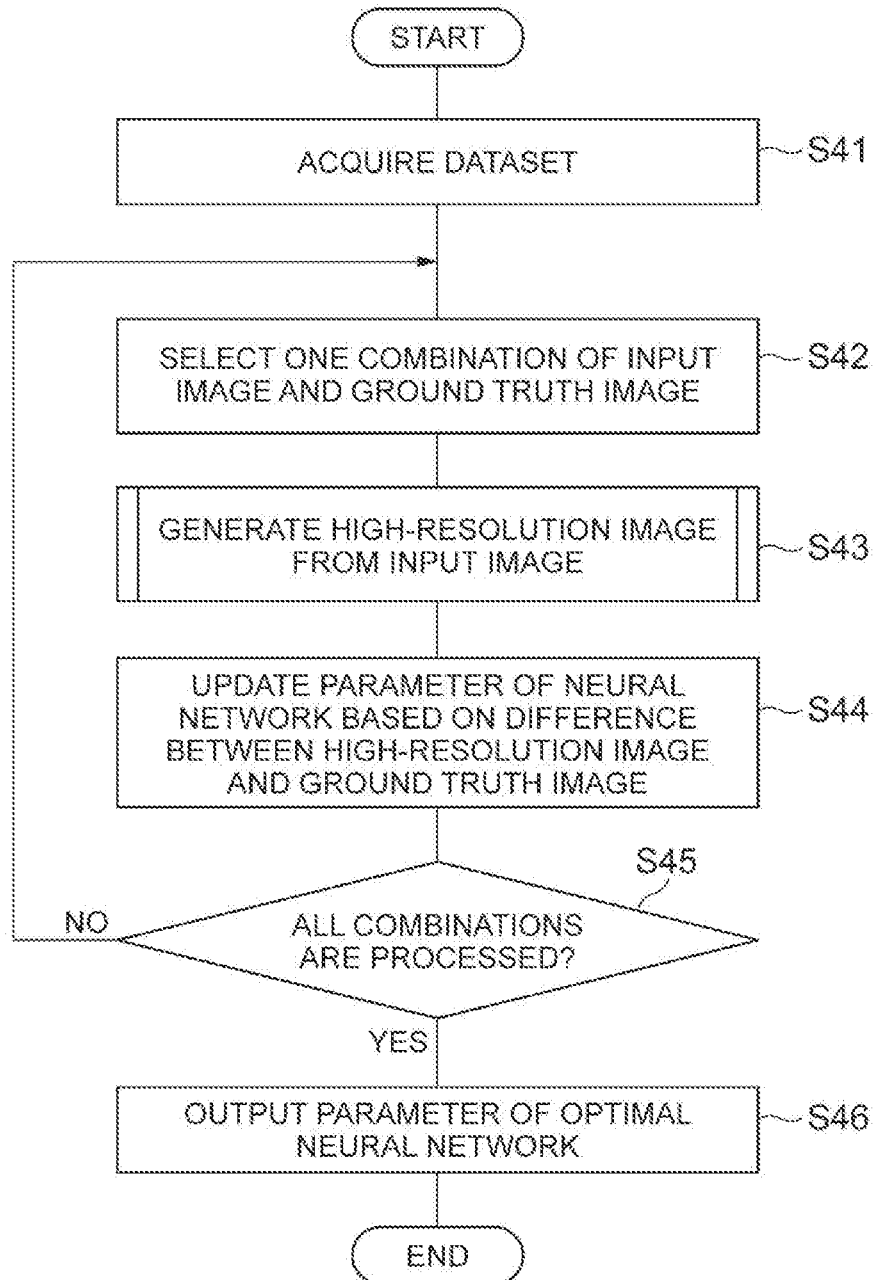 START
ACQUIRE DATASET
S41
SELECT ONE COMBINATION OF INPUT
IMAGE AND GROUND TRUTH IMAGE
S42
GENERATE HIGH-RESOLUTION IMAGE
FROM INPUT IMAGE
S43
UPDATE PARAMETER OF NEURAL
NETWORK BASED ON DIFFERENCE
BETWEEN HIGH-RESOLUTION IMAGE
AND GROUND TRUTH IMAGE
S44
S45
NO
ALL COMBINATIONS
ARE PROCESSED?
YES
OUTPUT PARAMETER OF OPTIMAL
NEURAL NETWORK
S46
END